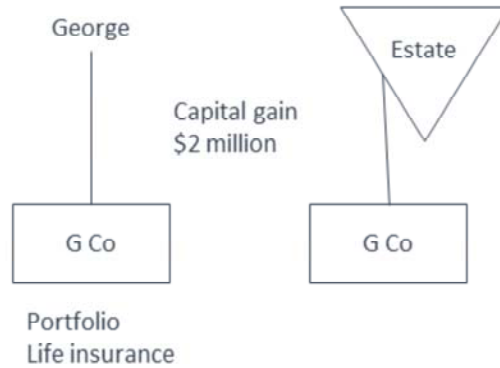 George
Estate
Capital gain
$2 million
G Co
G Co
Portfolio
Life insurance